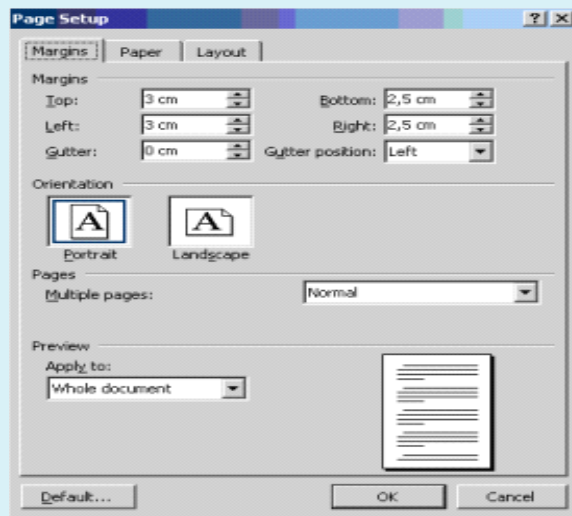 Page Setup
Margins Paper Layout
Margins
Top: 3 cm Bottom: 2,5 cm
Left: 3 cm Right: 2,5 cm
Gutter: 0 cm Gutter position: Left
Orientation
A A
Portrait Landscape
Pages
Multiple pages: Normal
Preview
Apply to:
Whole document
Default... OK Cancel